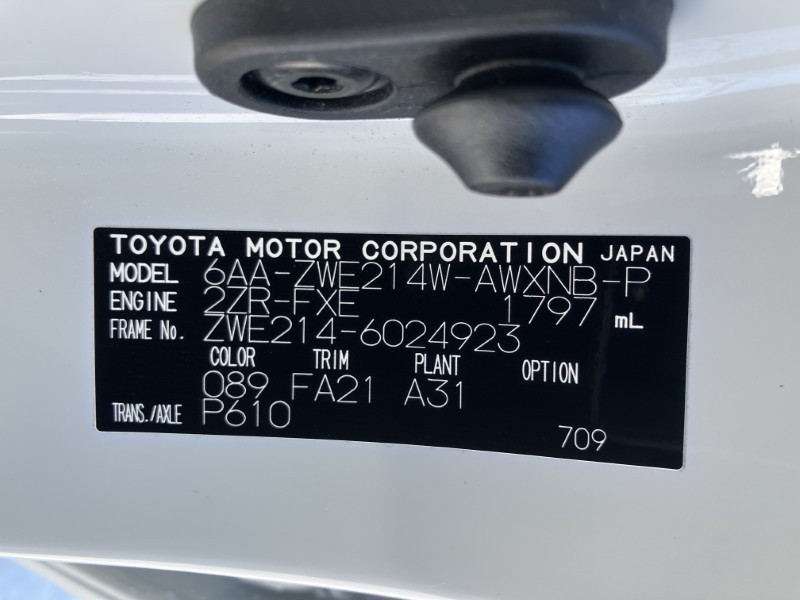 TOYOTA MOTOR CORPORATION JAPAN
MODEL 6AA-ZWE214W-AWXNB-P
ENGINE 2ZR-FXE 1797 mL
FRAME No. ZWE214-6024923
COLOR TRIM PLANT OPTION
089 FA21 A31
TRANS./AXLE P610
709